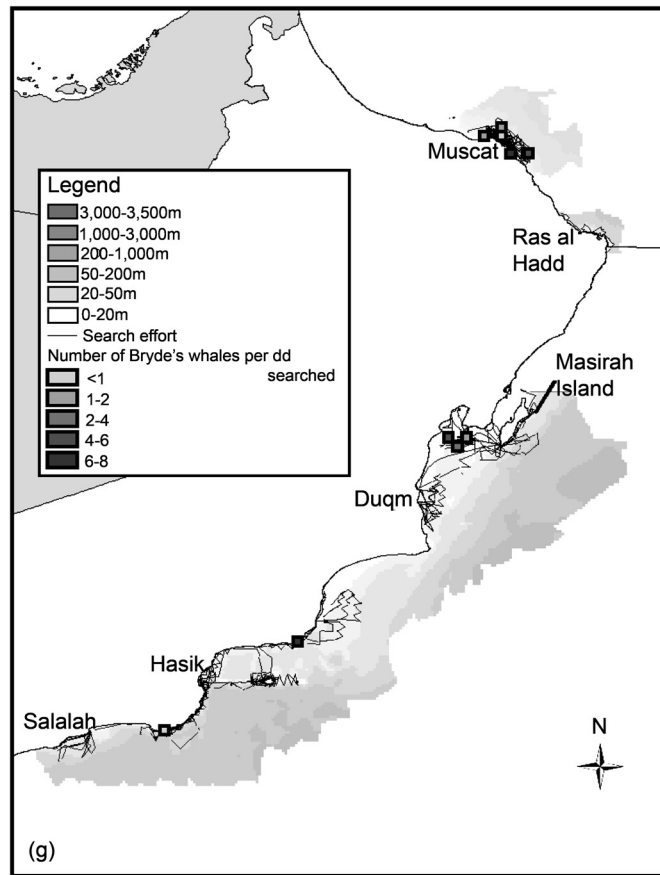 Muscat
Legend
3,000-3,500m
1,000-3,000m
200-1,000m
50-200m
20-50m
0-20m
Search effort
Number of Bryde's whales per dd
searched
<1
1-2
2-4
4-6
6-8
Ras al
Hadd
Masirah
Island
Duqm
Hasik
Salalah
N
(g)